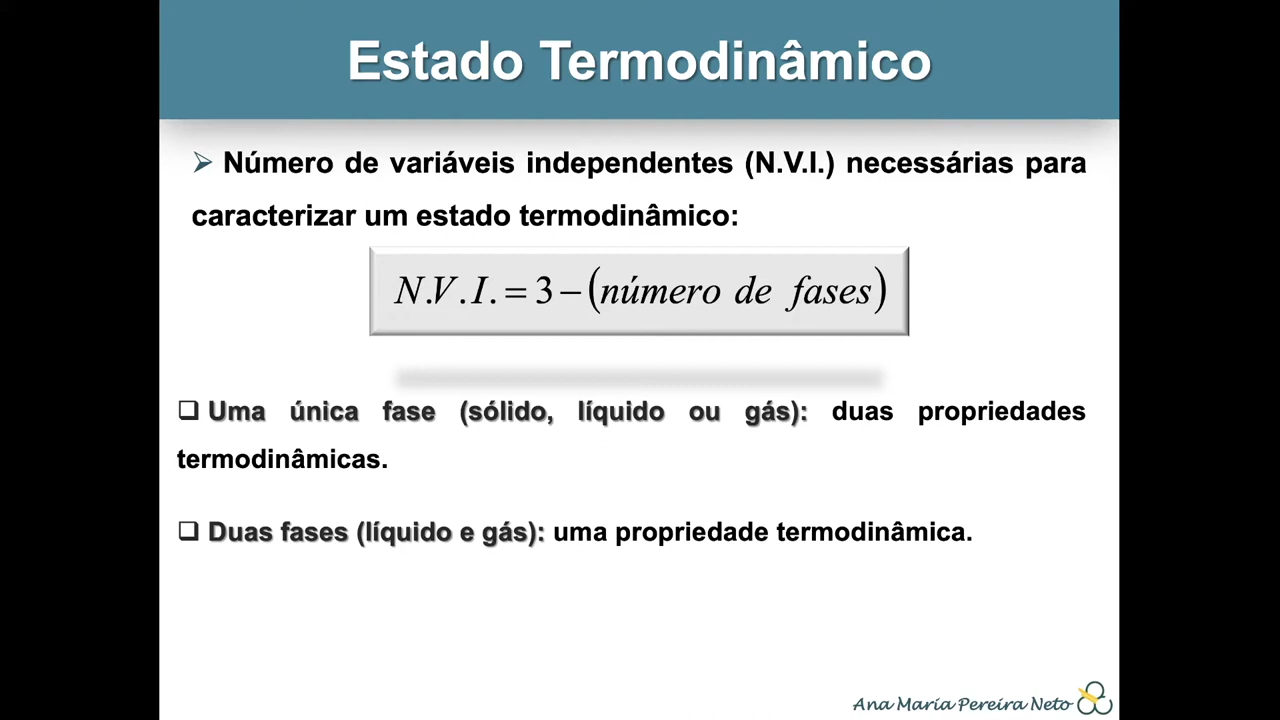 Estado Termodinâmico
➢ Número de variáveis independentes (N.V.I.) necessárias para
caracterizar um estado termodinâmico:
N.V.I. = 3 – (número de fases)
❑ Uma única fase (sólido, líquido ou gás): duas propriedades
termodinâmicas.
❑ Duas fases (líquido e gás): uma propriedade termodinâmica.
Ana Maria Pereira Neto